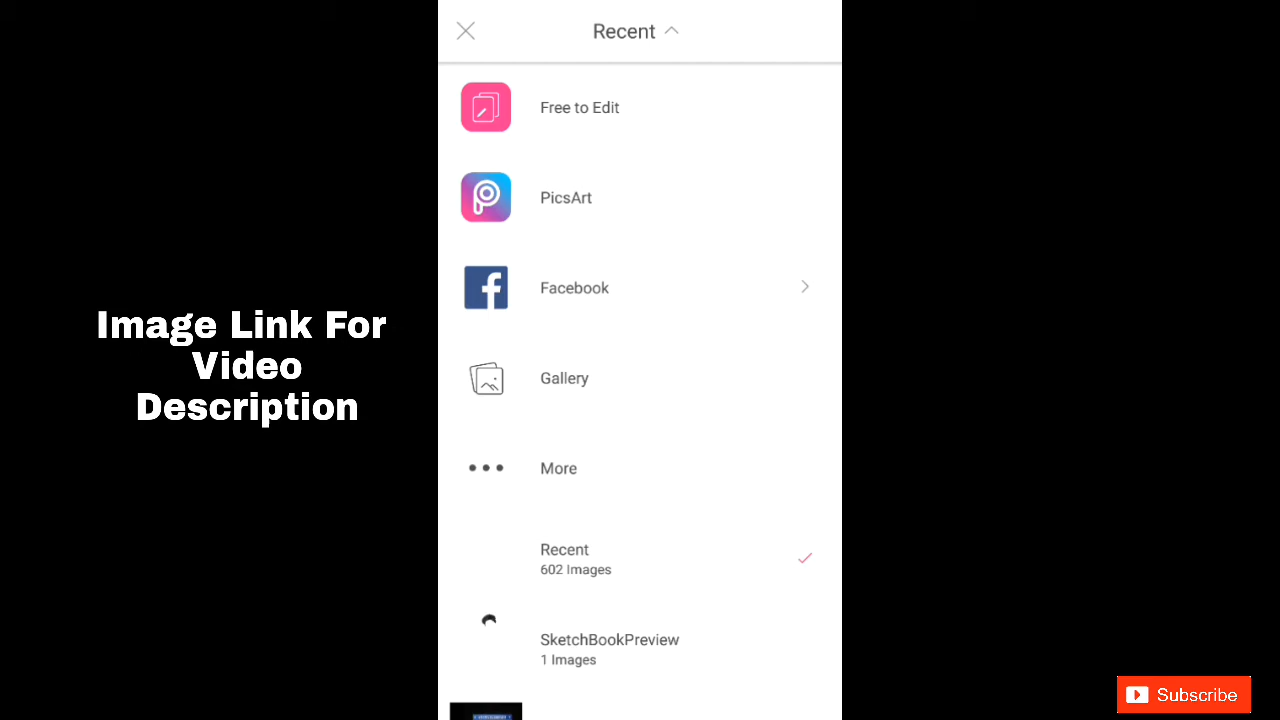 Recent
Free to Edit
PicsArt
Facebook
Gallery
More
Recent
602 Images
SketchBookPreview
1 Images
Image Link For
Video
Description
Subscribe